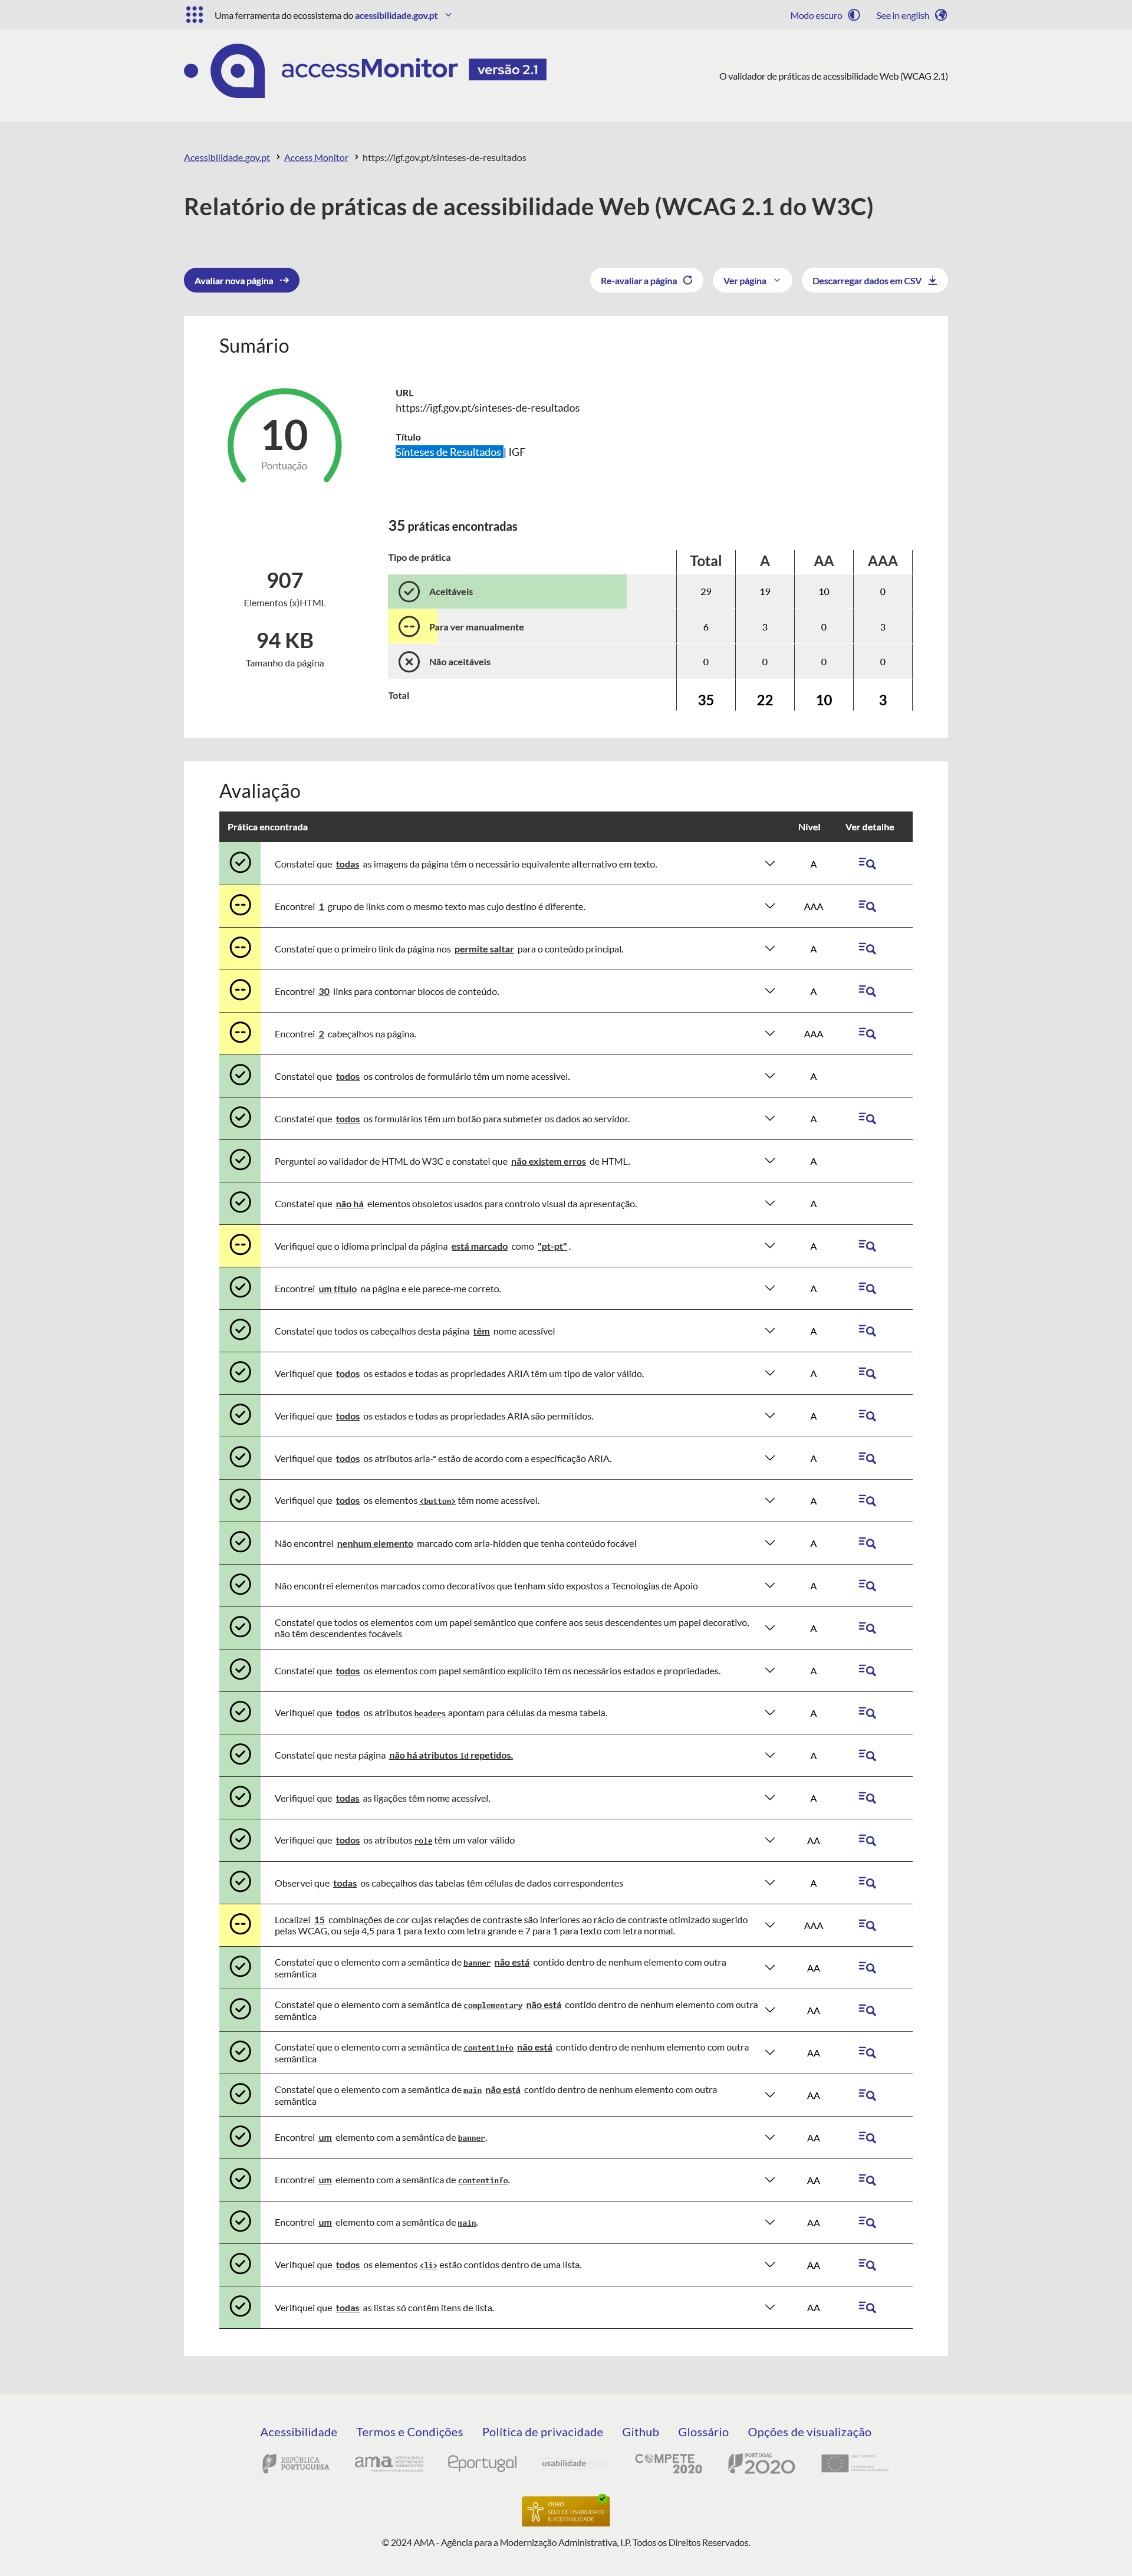 Uma ferramenta do ecossistema do acessibilidade.gov.pt
Modo escuro
See in english
accessMonitor versão 2.1
O validador de práticas de acessibilidade Web (WCAG 2.1)
Acessibilidade.gov.pt › Access Monitor › https://igf.gov.pt/sinteses-de-resultados
Relatório de práticas de acessibilidade Web (WCAG 2.1 do W3C)
Avaliar nova página
Re-avaliar a página
Ver página
Descarregar dados em CSV
Sumário
10
Pontuação
URL
https://igf.gov.pt/sinteses-de-resultados
Título
Sínteses de Resultados | IGF
907
Elementos (x)HTML
94 KB
Tamanho da página
35 práticas encontradas
Tipo de prática Total A AA AAA
Aceitáveis 29 19 10 0
Para ver manualmente 6 3 0 3
Não aceitáveis 0 0 0 0
Total 35 22 10 3
Avaliação
Prática encontrada Nível Ver detalhe
Constatei que todas as imagens da página têm o necessário equivalente alternativo em texto. A
Encontrei 1 grupo de links com o mesmo texto mas cujo destino é diferente. AAA
Constatei que o primeiro link da página nos permite saltar para o conteúdo principal. A
Encontrei 30 links para contornar blocos de conteúdo. A
Encontrei 2 cabeçalhos na página. AAA
Constatei que todos os controlos de formulário têm um nome acessivel. A
Constatei que todos os formulários têm um botão para submeter os dados ao servidor. A
Perguntei ao validador de HTML do W3C e constatei que não existem erros de HTML. A
Constatei que não há elementos obsoletos usados para controlo visual da apresentação. A
Verifiquei que o idioma principal da página está marcado como "pt-pt" . A
Encontrei um título na página e ele parece-me correto. A
Constatei que todos os cabeçalhos desta página têm nome acessível A
Verifiquei que todos os estados e todas as propriedades ARIA têm um tipo de valor válido. A
Verifiquei que todos os estados e todas as propriedades ARIA são permitidos. A
Verifiquei que todos os atributos aria-* estão de acordo com a especificação ARIA. A
Verifiquei que todos os elementos <button> têm nome acessível. A
Não encontrei nenhum elemento marcado com aria-hidden que tenha conteúdo focável A
Não encontrei elementos marcados como decorativos que tenham sido expostos a Tecnologias de Apoio A
Constatei que todos os elementos com um papel semântico que confere aos seus descendentes um papel decorativo,
não têm descendentes focáveis A
Constatei que todos os elementos com papel semântico explícito têm os necessários estados e propriedades. A
Verifiquei que todos os atributos headers apontam para células da mesma tabela. A
Constatei que nesta página não há atributos id repetidos. A
Verifiquei que todas as ligações têm nome acessível. A
Verifiquei que todos os atributos role têm um valor válido AA
Observei que todas os cabeçalhos das tabelas têm células de dados correspondentes A
Localizei 15 combinações de cor cujas relações de contraste são inferiores ao rácio de contraste otimizado sugerido
pelas WCAG, ou seja 4,5 para 1 para texto com letra grande e 7 para 1 para texto com letra normal. AAA
Constatei que o elemento com a semântica de banner não está contido dentro de nenhum elemento com outra
semântica AA
Constatei que o elemento com a semântica de complementary não está contido dentro de nenhum elemento com outra
semântica AA
Constatei que o elemento com a semântica de contentinfo não está contido dentro de nenhum elemento com outra
semântica AA
Constatei que o elemento com a semântica de main não está contido dentro de nenhum elemento com outra
semântica AA
Encontrei um elemento com a semântica de banner. AA
Encontrei um elemento com a semântica de contentinfo. AA
Encontrei um elemento com a semântica de main. AA
Verifiquei que todos os elementos <li> estão contidos dentro de uma lista. AA
Verifiquei que todas as listas só contêm itens de lista. AA
Acessibilidade Termos e Condições Política de privacidade Github Glossário Opções de visualização
REPÚBLICA
PORTUGUESA
ama
eportugal
usabilidade
COMPETE
2020
PORTUGAL
2020
OURO
SELO DE USABILIDADE
& ACESSIBILIDADE
© 2024 AMA - Agência para a Modernização Administrativa, I.P. Todos os Direitos Reservados.